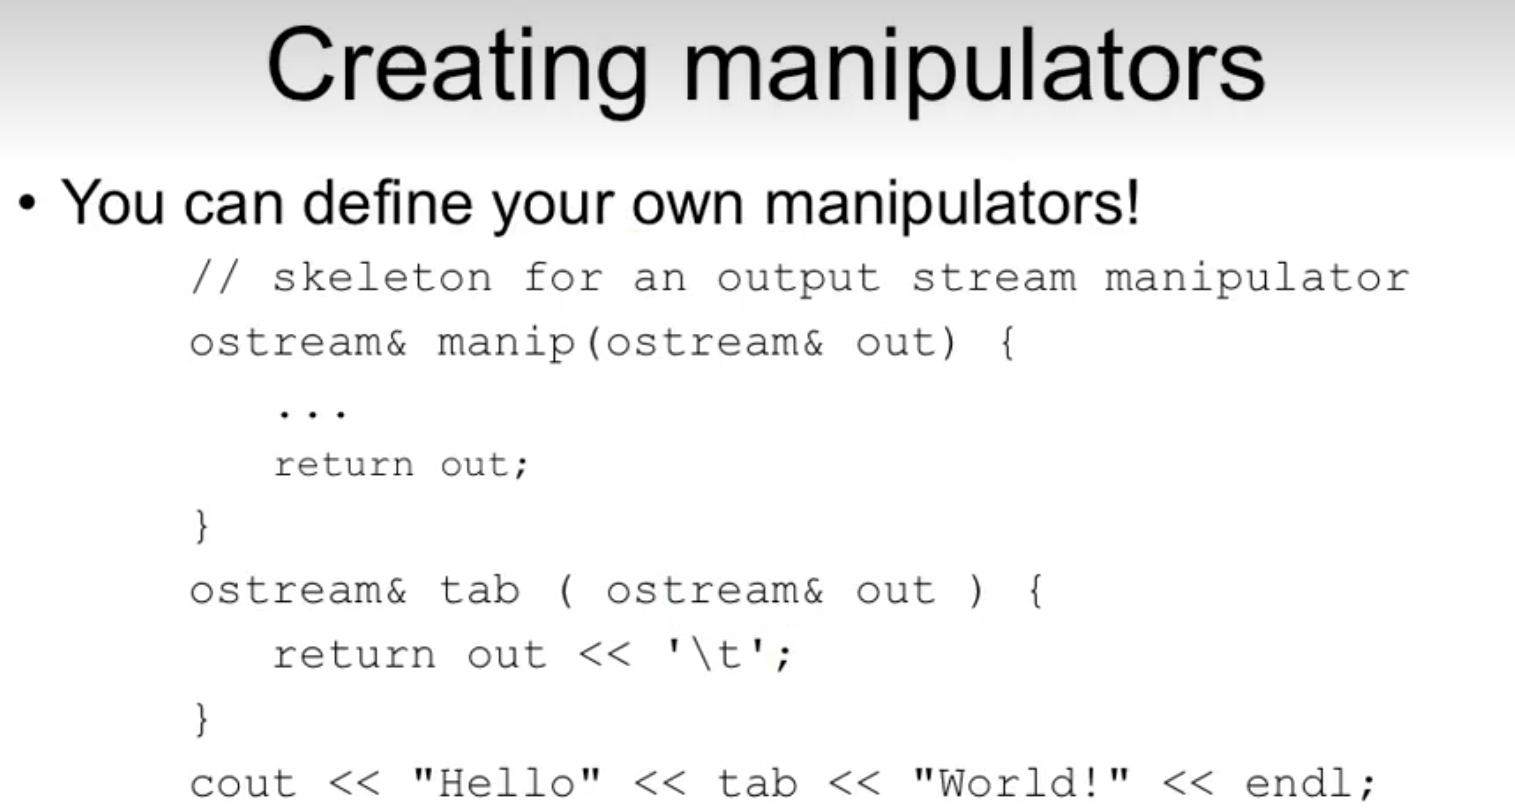 Creating manipulators
• You can define your own manipulators!
// skeleton for an output stream manipulator
ostream& manip(ostream& out) {
...
return out;
}
ostream& tab ( ostream& out ) {
return out << '\t';
}
cout << "Hello" << tab << "World!" << endl;